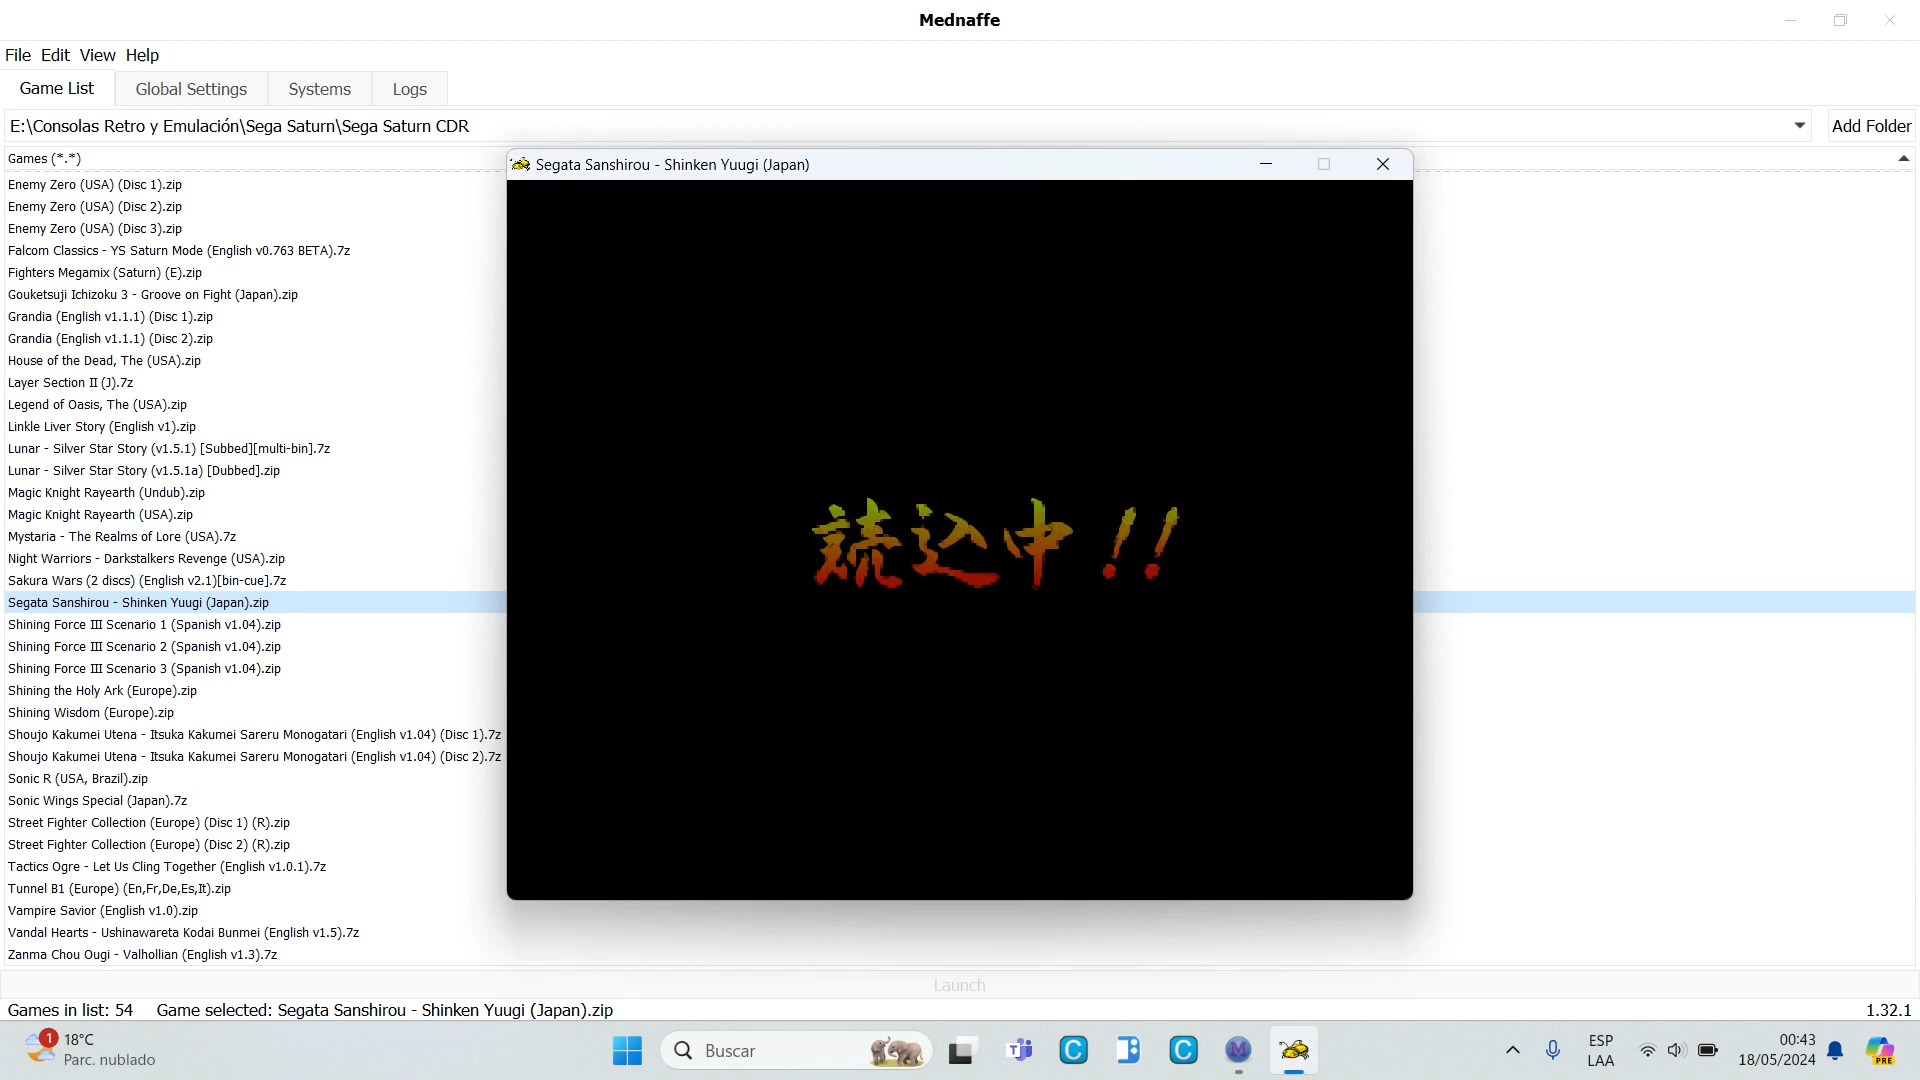 Mednaffe
File Edit View Help
Game List Global Settings Systems Logs
E:\Consolas Retro y Emulación\Sega Saturn\Sega Saturn CDR Add Folder
Games (*.*)
Enemy Zero (USA) (Disc 1).zip
Enemy Zero (USA) (Disc 2).zip
Enemy Zero (USA) (Disc 3).zip
Falcom Classics - YS Saturn Mode (English v0.763 BETA).7z
Fighters Megamix (Saturn) (E).zip
Gouketsuji Ichizoku 3 - Groove on Fight (Japan).zip
Grandia (English v1.1.1) (Disc 1).zip
Grandia (English v1.1.1) (Disc 2).zip
House of the Dead, The (USA).zip
Layer Section II (J).7z
Legend of Oasis, The (USA).zip
Linkle Liver Story (English v1).zip
Lunar - Silver Star Story (v1.5.1) [Subbed][multi-bin].7z
Lunar - Silver Star Story (v1.5.1a) [Dubbed].zip
Magic Knight Rayearth (Undub).zip
Magic Knight Rayearth (USA).zip
Mystaria - The Realms of Lore (USA).7z
Night Warriors - Darkstalkers Revenge (USA).zip
Sakura Wars (2 discs) (English v2.1)[bin-cue].7z
Segata Sanshirou - Shinken Yuugi (Japan).zip
Shining Force III Scenario 1 (Spanish v1.04).zip
Shining Force III Scenario 2 (Spanish v1.04).zip
Shining Force III Scenario 3 (Spanish v1.04).zip
Shining the Holy Ark (Europe).zip
Shining Wisdom (Europe).zip
Shoujo Kakumei Utena - Itsuka Kakumei Sareru Monogatari (English v1.04) (Disc 1).7z
Shoujo Kakumei Utena - Itsuka Kakumei Sareru Monogatari (English v1.04) (Disc 2).7z
Sonic R (USA, Brazil).zip
Sonic Wings Special (Japan).7z
Street Fighter Collection (Europe) (Disc 1) (R).zip
Street Fighter Collection (Europe) (Disc 2) (R).zip
Tactics Ogre - Let Us Cling Together (English v1.0.1).7z
Tunnel B1 (Europe) (En,Fr,De,Es,It).zip
Vampire Savior (English v1.0).zip
Vandal Hearts - Ushinawareta Kodai Bunmei (English v1.5).7z
Zanma Chou Ougi - Valhollian (English v1.3).7z
Segata Sanshirou - Shinken Yuugi (Japan)
読込中!!
Launch
Games in list: 54 Game selected: Segata Sanshirou - Shinken Yuugi (Japan).zip 1.32.1
1 18°C
Parc. nublado
Buscar
ESP
LAA
00:43
18/05/2024
PRE